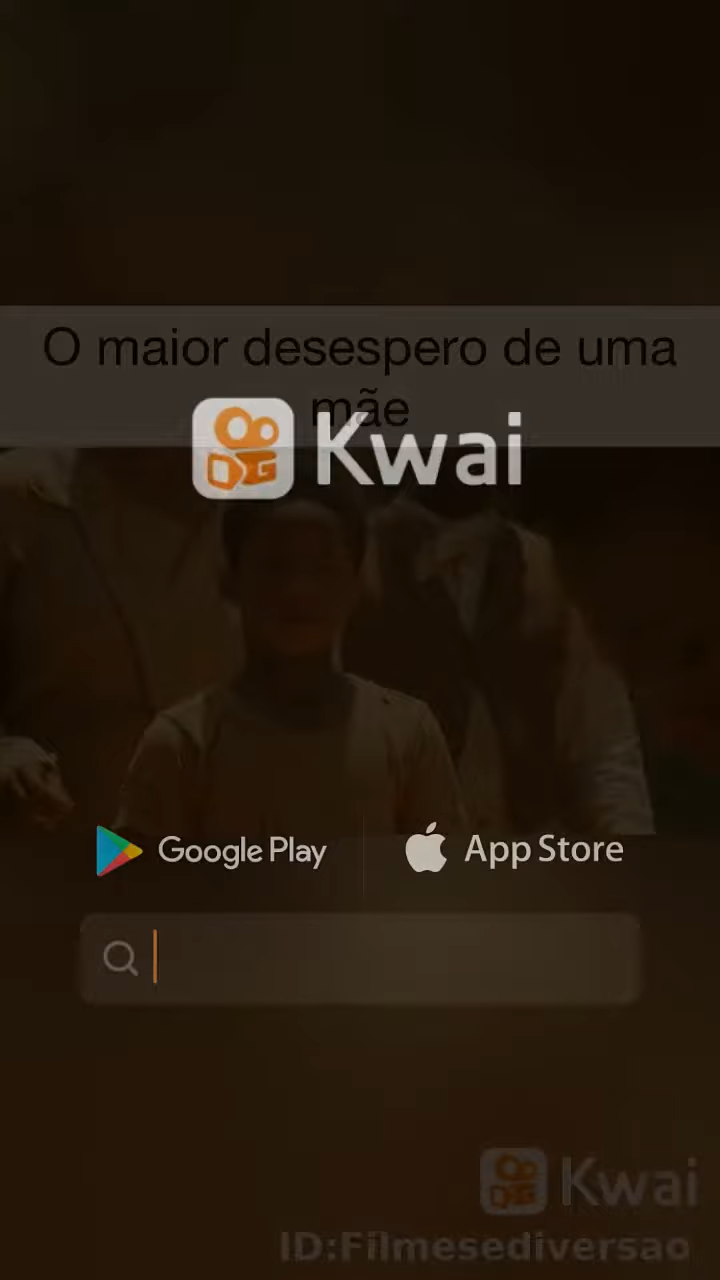 O maior desespero de uma
mãe
Kwai
Google Play
App Store
Kwai
ID:Filmesediversao